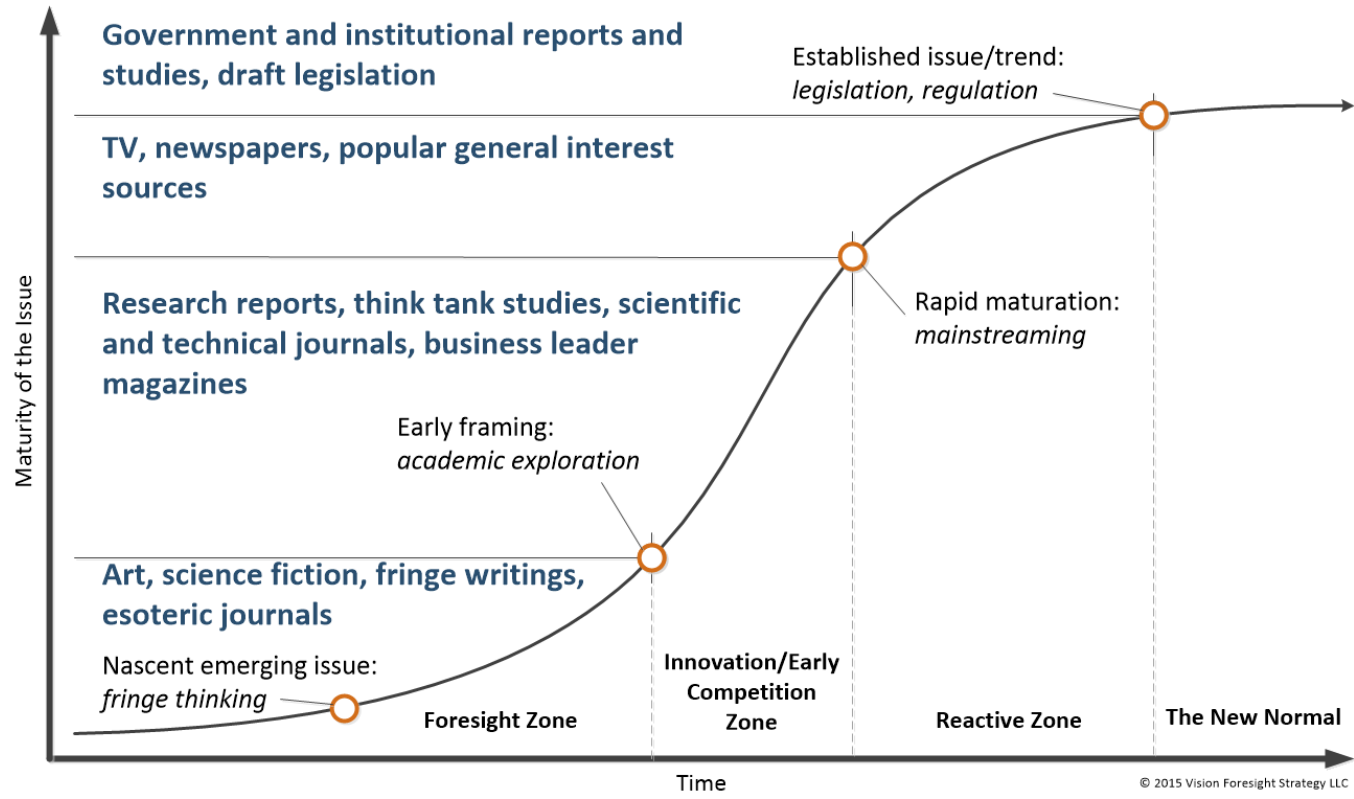 Government and institutional reports and
studies, draft legislation
Established issue/trend:
legislation, regulation
TV, newspapers, popular general interest
sources
Research reports, think tank studies, scientific
and technical journals, business leader
magazines
Rapid maturation:
mainstreaming
Early framing:
academic exploration
Art, science fiction, fringe writings,
esoteric journals
Nascent emerging issue:
fringe thinking
Maturity of the Issue
Foresight Zone
Innovation/Early
Competition
Zone
Reactive Zone
The New Normal
Time
© 2015 Vision Foresight Strategy LLC